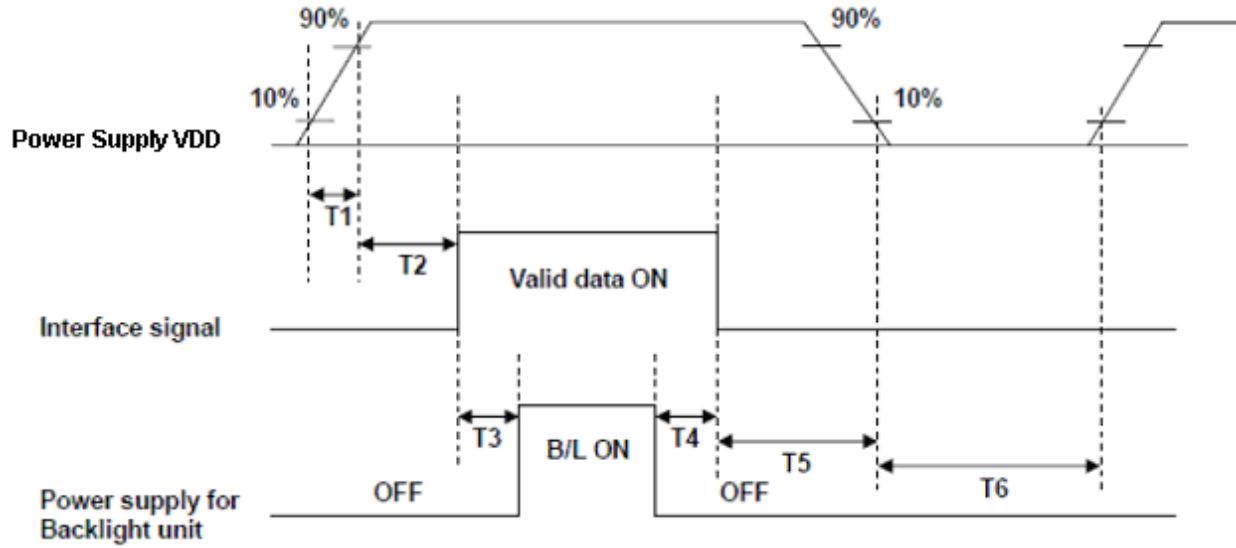 90%
90%
10%
10%
Power Supply VDD
T1
T2
Valid data ON
Interface signal
T3
T4
B/L ON
T5
T6
OFF
OFF
Power supply for
Backlight unit